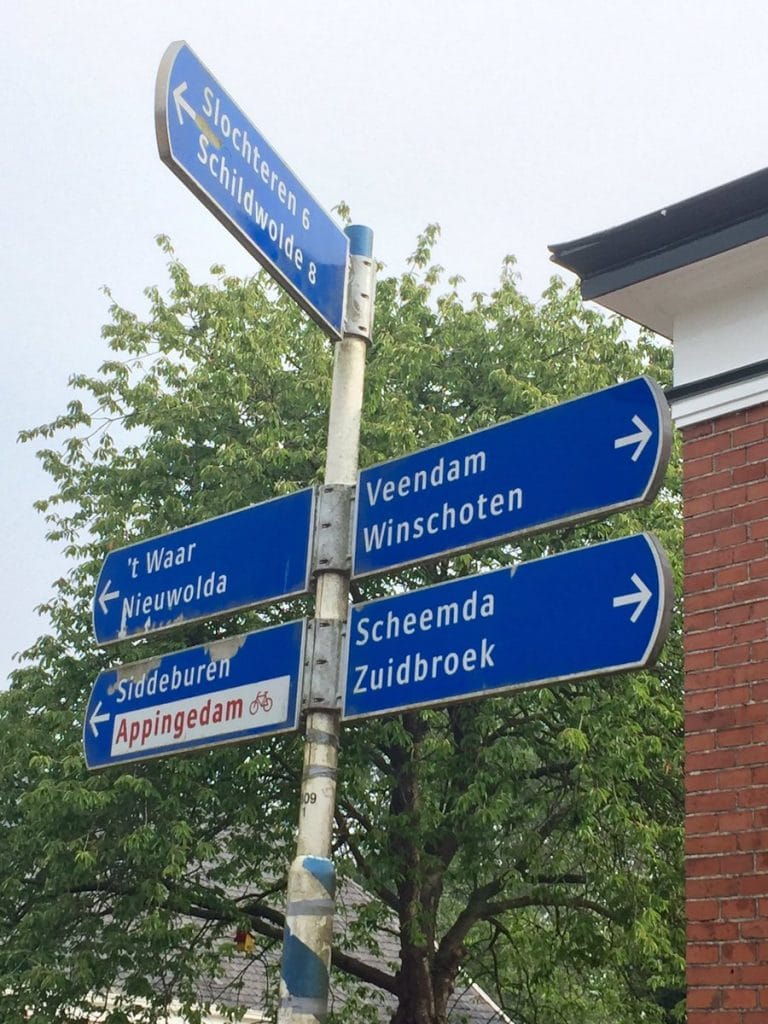 Slochteren 6
Schildwolde 8
Veendam
Winschoten
't Waar
Nieuwolda
Scheemda
Zuidbroek
Siddeburen
Appingedam